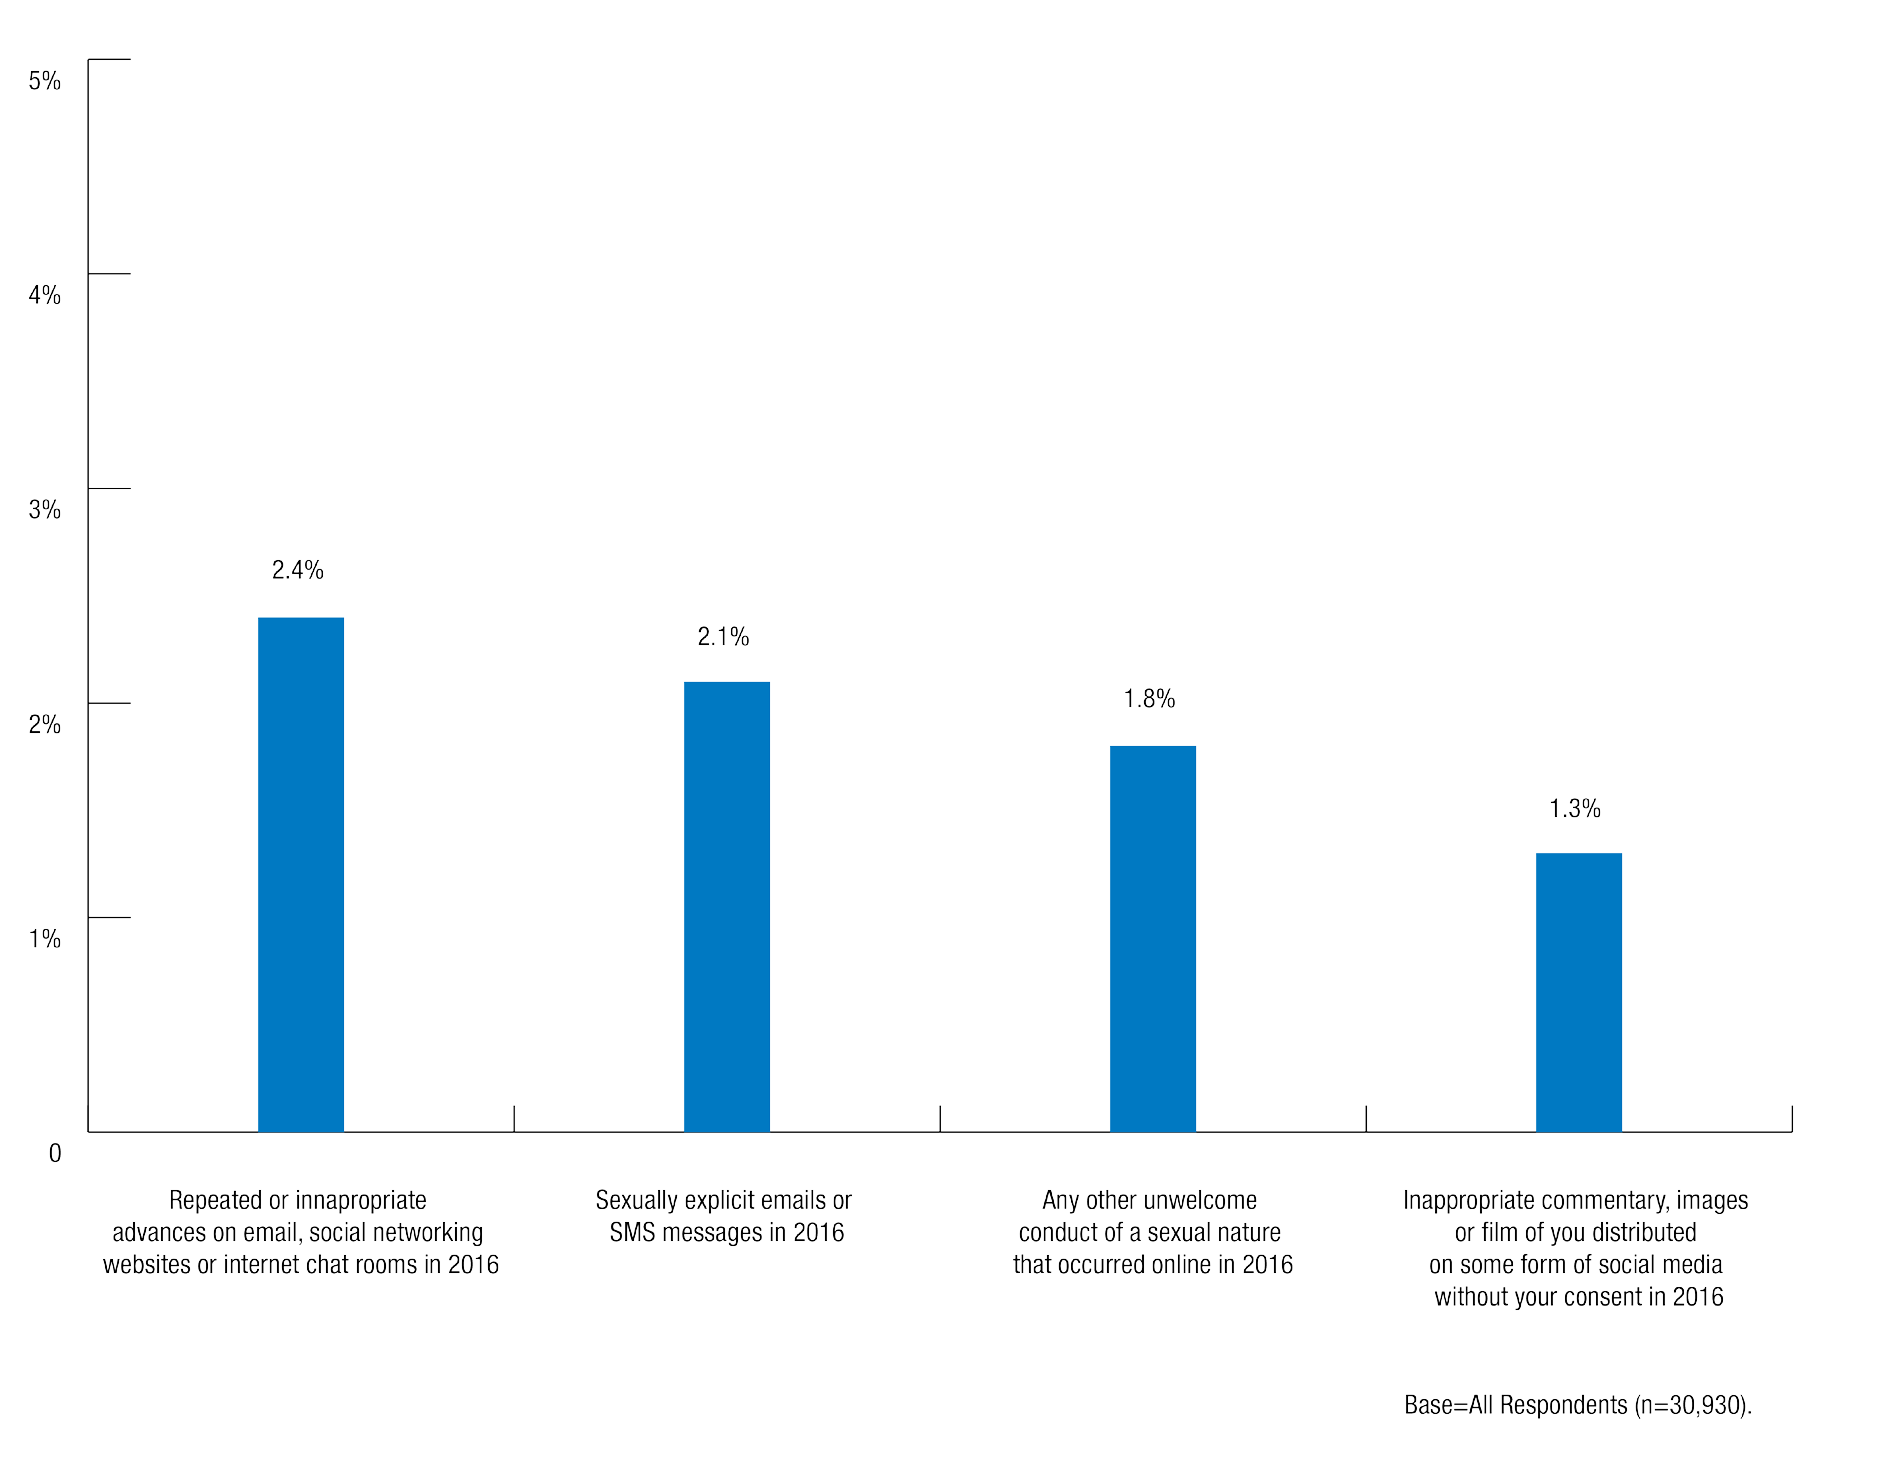 5%
4%
3%
2%
1%
0
2.4%
2.1%
1.8%
1.3%
Repeated or innapropriate
advances on email, social networking
websites or internet chat rooms in 2016
Sexually explicit emails or
SMS messages in 2016
Any other unwelcome
conduct of a sexual nature
that occurred online in 2016
Inappropriate commentary, images
or film of you distributed
on some form of social media
without your consent in 2016
Base=All Respondents (n=30,930).